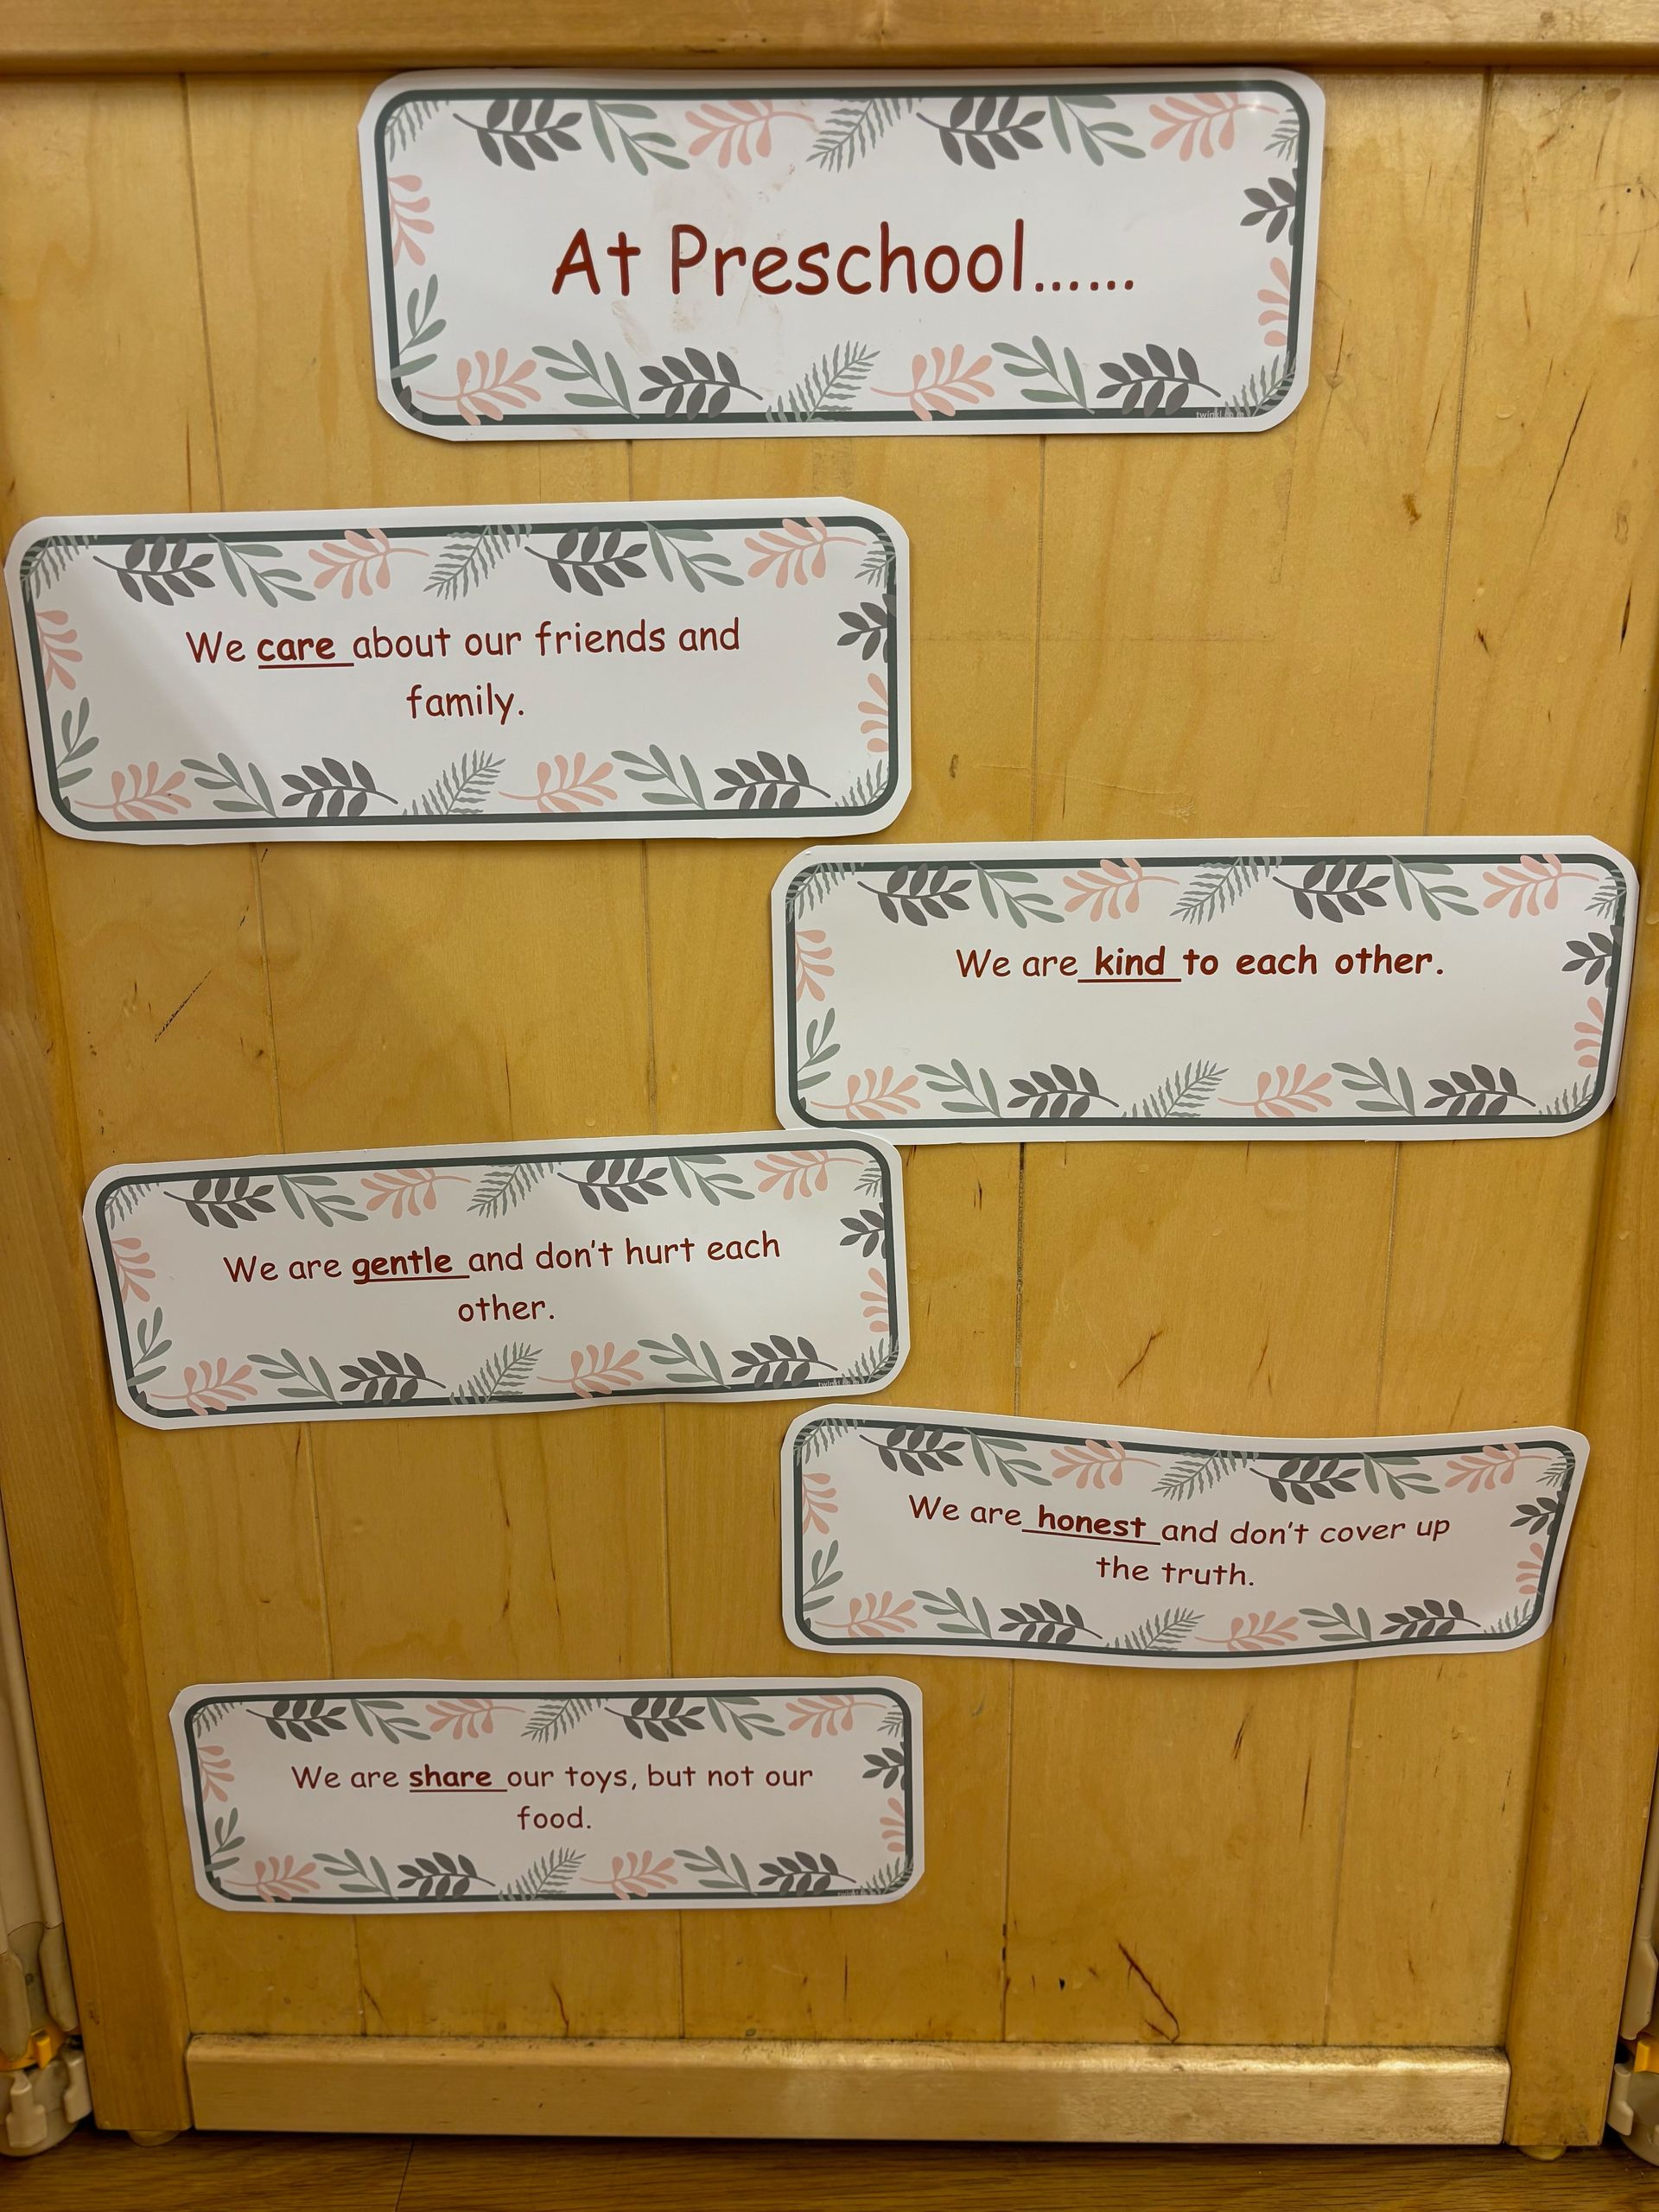 At Preschool......
We care about our friends and
family.
We are kind to each other.
We are gentle and don't hurt each
other.
We are honest and don't cover up
the truth.
We are share our toys, but not our
food.